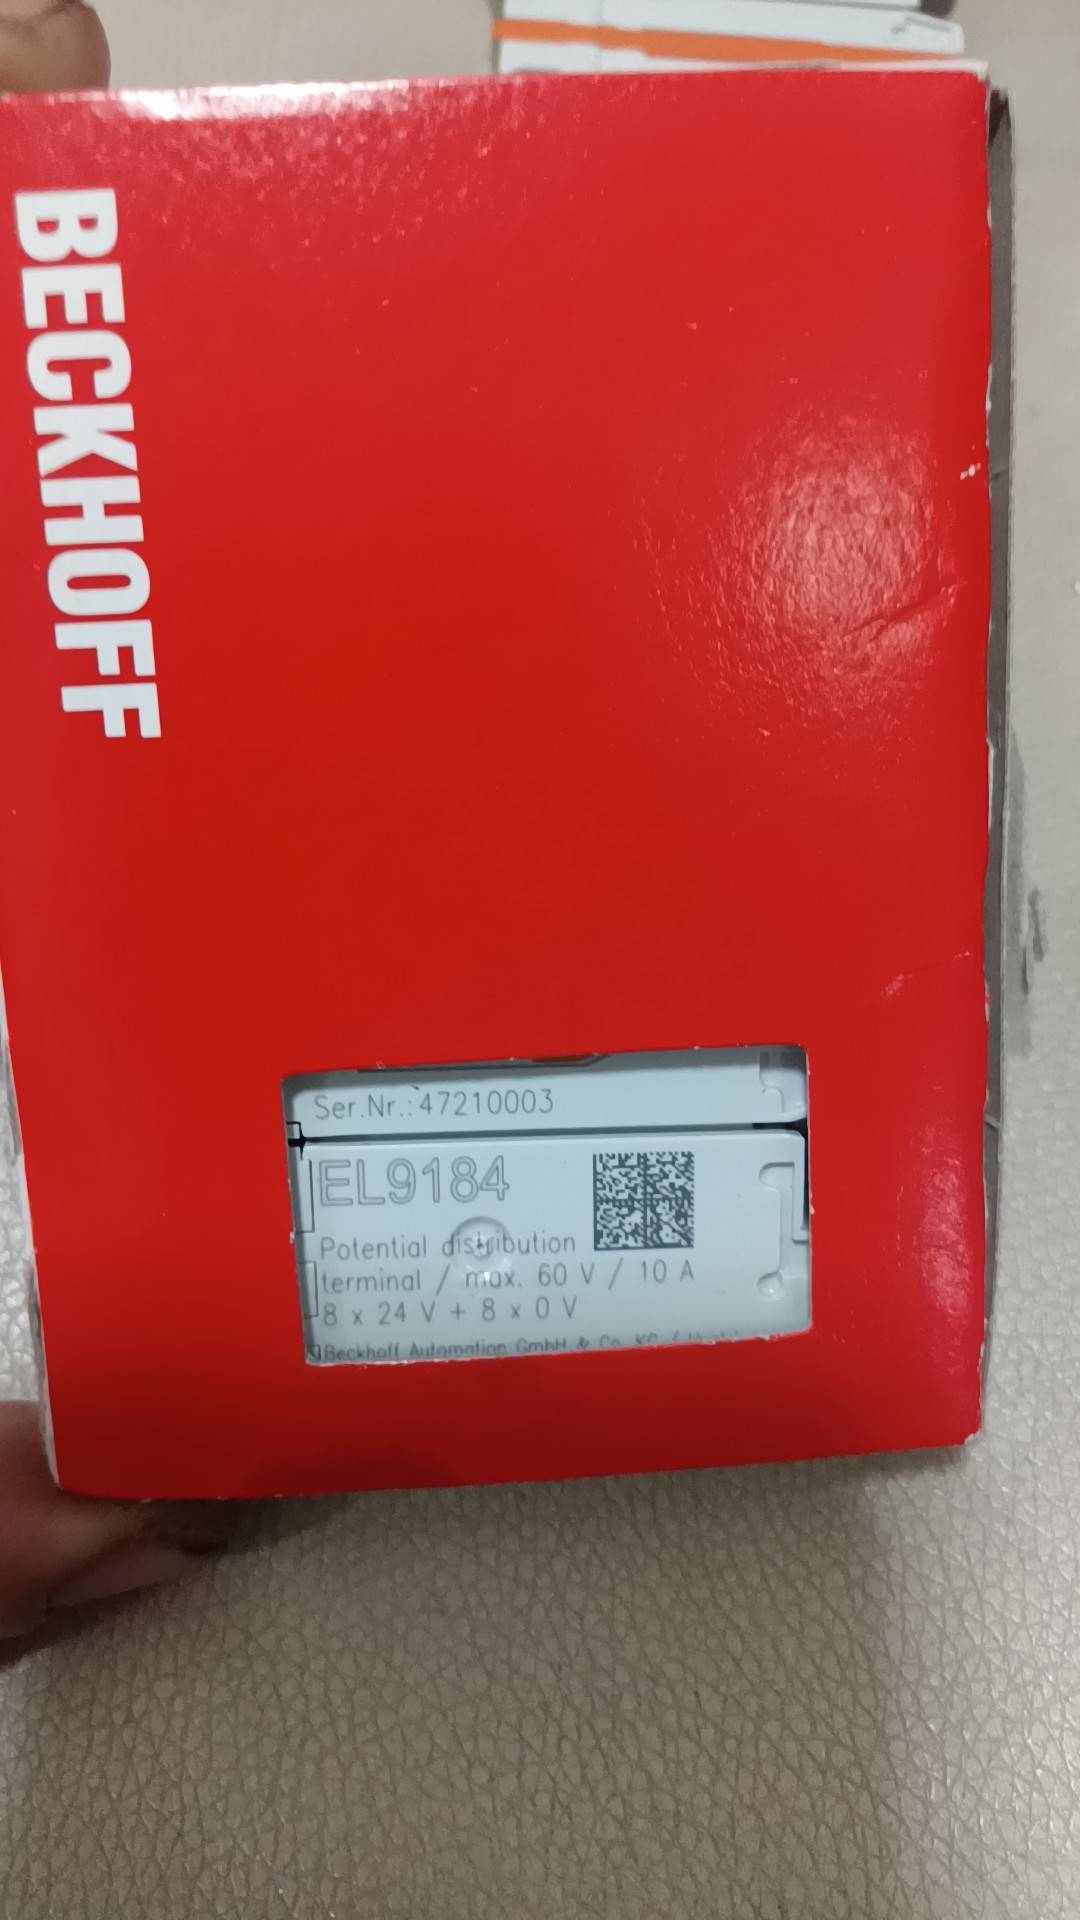 BECKHOFF
Ser.Nr.: 47210003
EL9184
Potential distribution
terminal / max. 60 V / 10 A
8 x 24 V + 8 x 0 V
Beckhoff Automation GmbH & Co. KG /